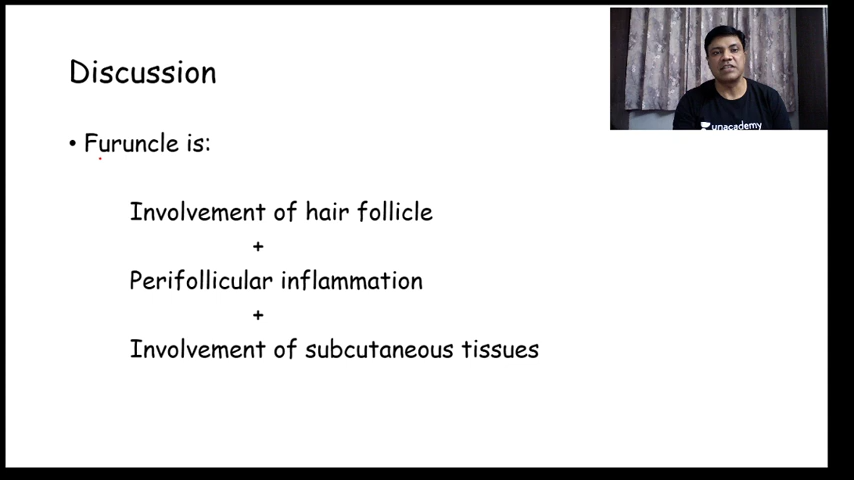 Discussion
• Furuncle is:
Involvement of hair follicle
+
Perifollicular inflammation
+
Involvement of subcutaneous tissues
unacademy